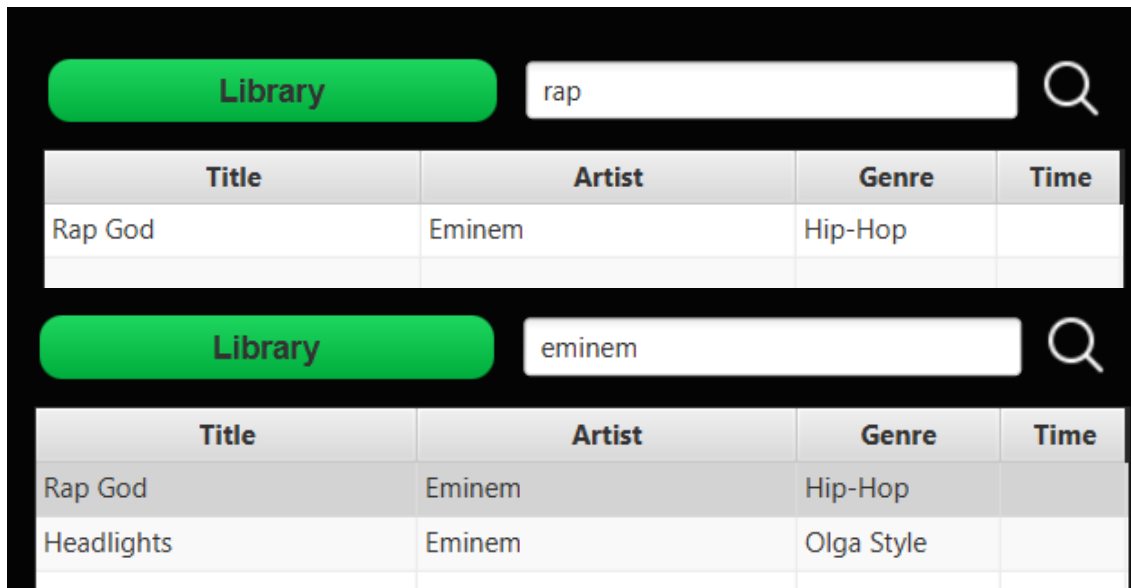 Library rap
Title Artist Genre Time
Rap God Eminem Hip-Hop
Library eminem
Title Artist Genre Time
Rap God Eminem Hip-Hop
Headlights Eminem Olga Style